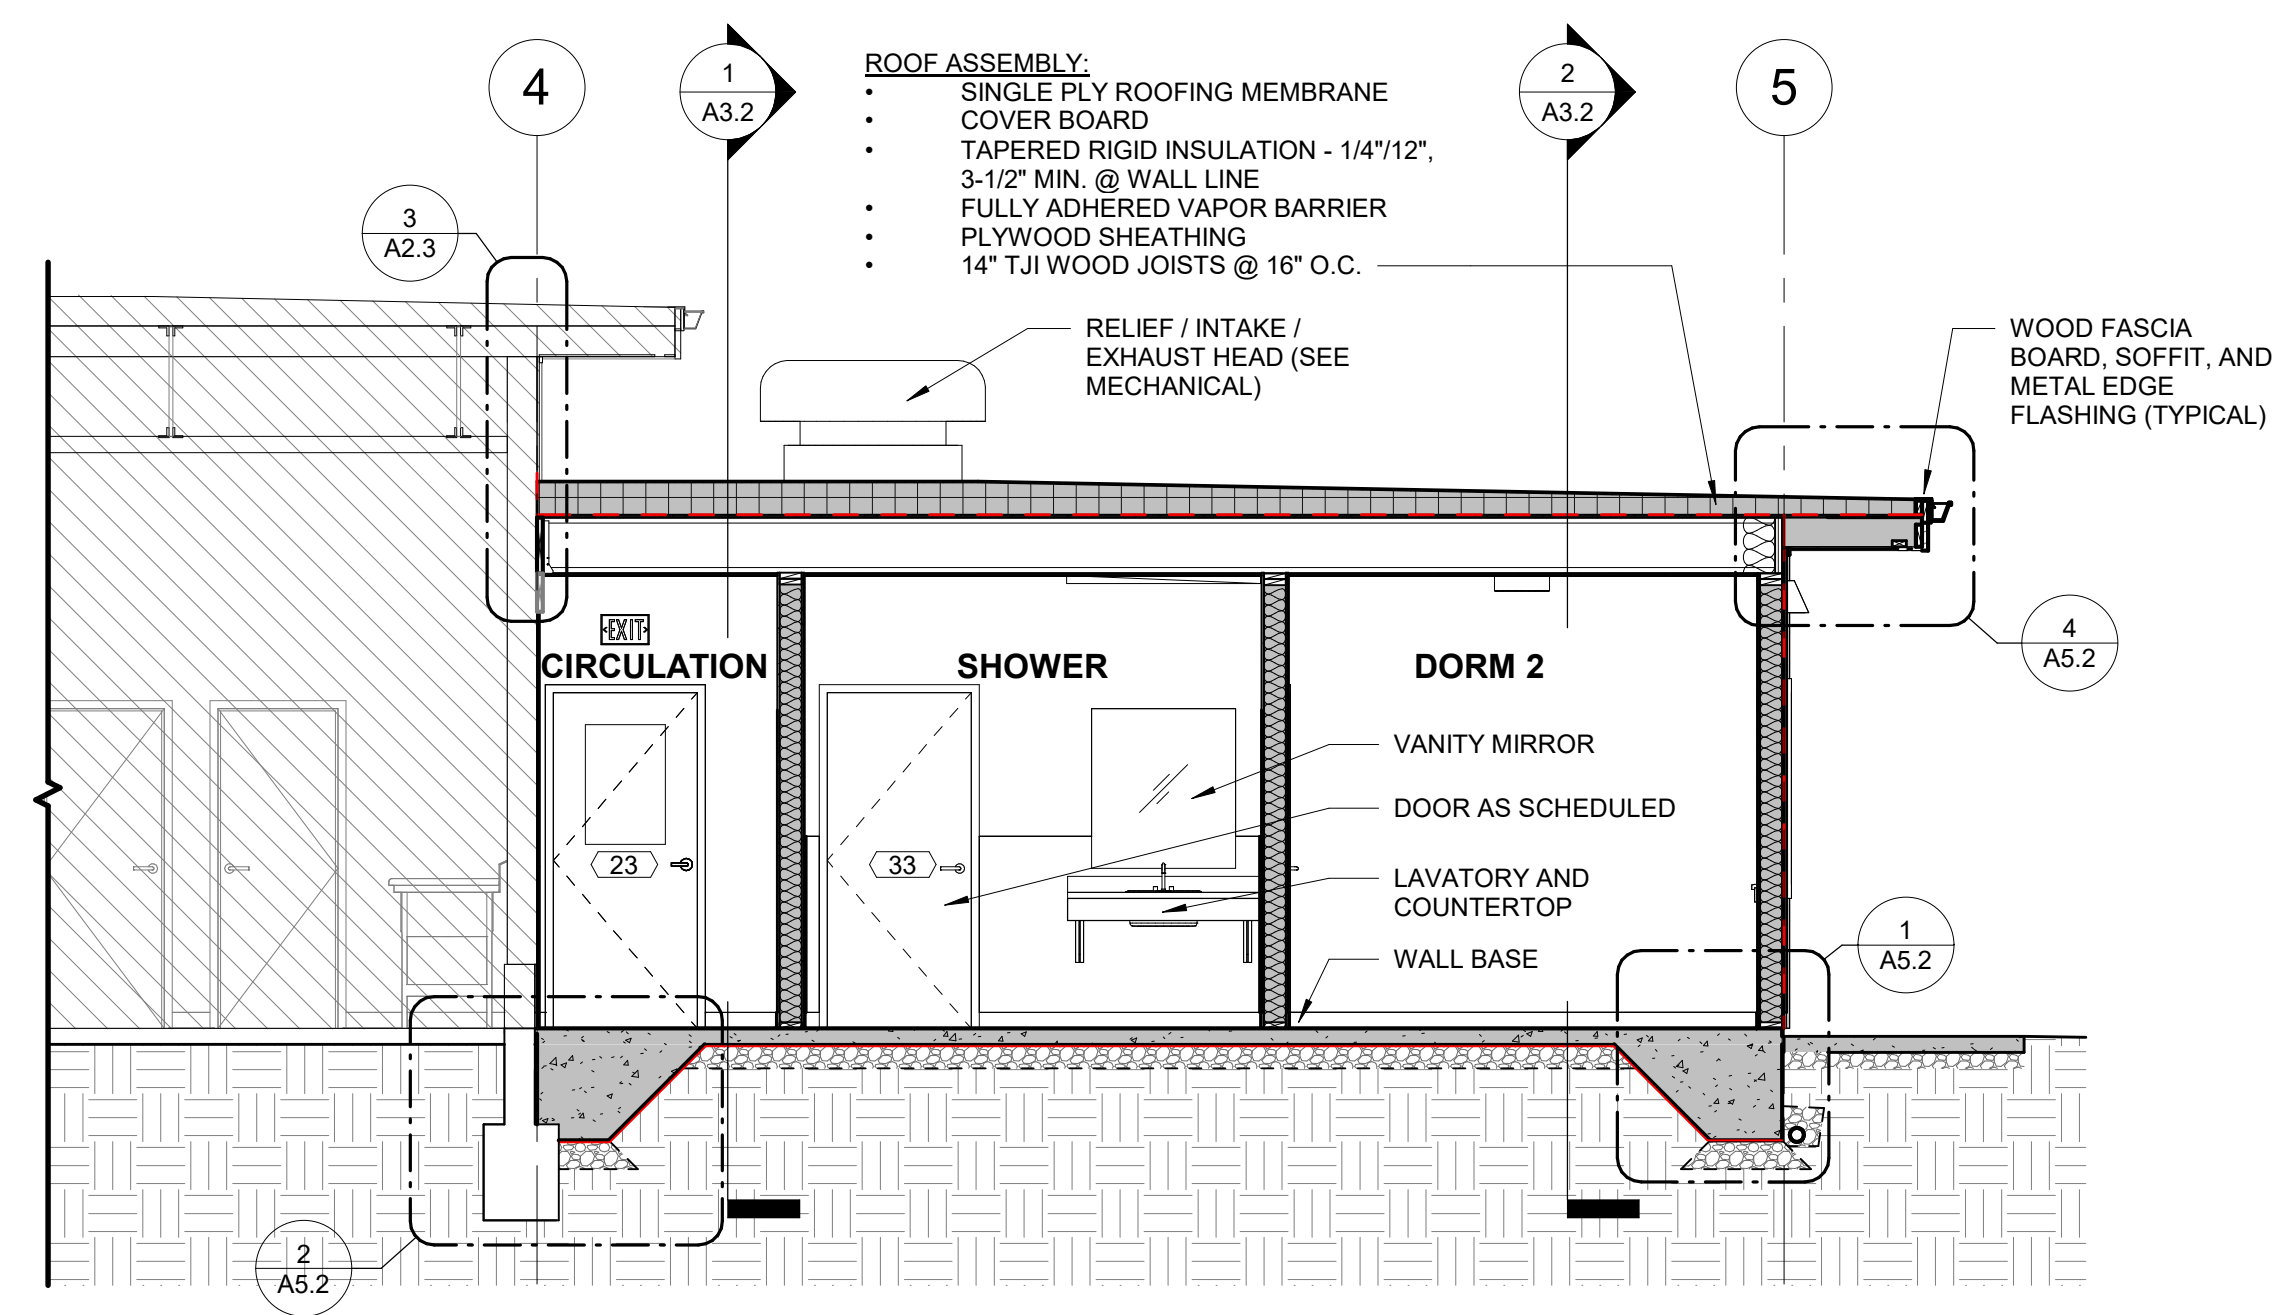 4
1
A3.2
ROOF ASSEMBLY:
• SINGLE PLY ROOFING MEMBRANE
• COVER BOARD
• TAPERED RIGID INSULATION - 1/4"/12",
3-1/2" MIN. @ WALL LINE
• FULLY ADHERED VAPOR BARRIER
• PLYWOOD SHEATHING
• 14" TJI WOOD JOISTS @ 16" O.C.
2
A3.2
5
3
A2.3
RELIEF / INTAKE /
EXHAUST HEAD (SEE
MECHANICAL)
WOOD FASCIA
BOARD, SOFFIT, AND
METAL EDGE
FLASHING (TYPICAL)
EXIT
CIRCULATION
SHOWER
DORM 2
4
A5.2
VANITY MIRROR
DOOR AS SCHEDULED
23
33
LAVATORY AND
COUNTERTOP
WALL BASE
1
A5.2
2
A5.2